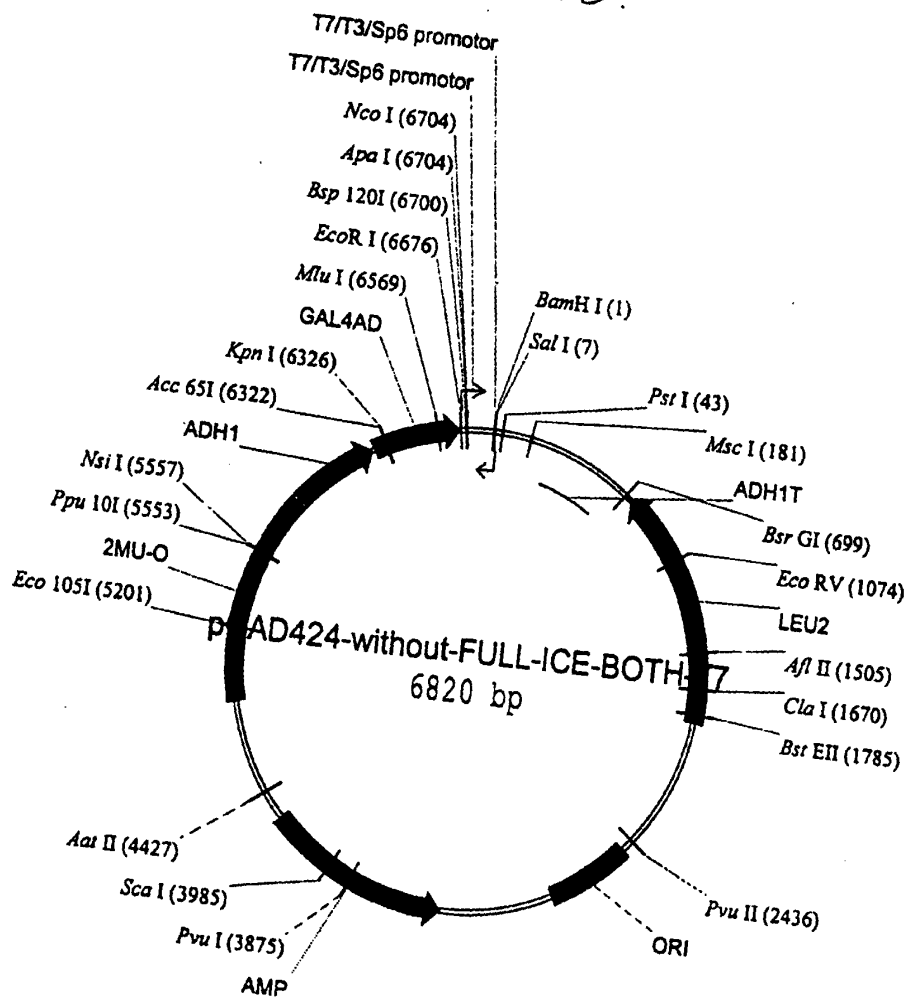 T7/T3/Sp6 promotor
T7/T3/Sp6 promotor
Nco I (6704)
Apa I (6704)
Bsp 120I (6700)
EcoR I (6676)
Mlu I (6569)
GAL4AD
Kpn I (6326)
Acc 65I (6322)
ADH1
Nsi I (5557)
Ppu 10I (5553)
2MU-O
Eco 105I (5201)
BamH I (1)
Sal I (7)
Pst I (43)
Msc I (181)
ADH1T
Bsr GI (699)
Eco RV (1074)
LEU2
Afl II (1505)
Cla I (1670)
Bst EII (1785)
AD424-without-FULL-ICE-BOTH
6820 bp
Aat II (4427)
Sca I (3985)
Pvu I (3875)
AMP
Pvu II (2436)
ORI